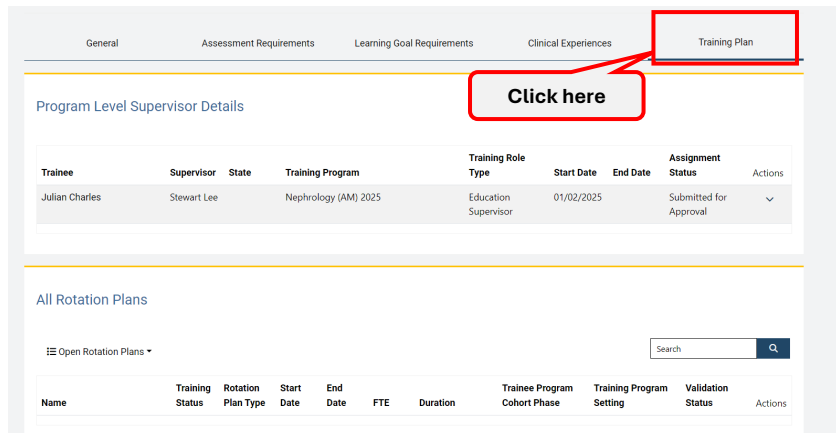 General Assessment Requirements Learning Goal Requirements Clinical Experiences Training Plan
Click here
Program Level Supervisor Details
Trainee Supervisor State Training Program Training Role Type Start Date End Date Assignment Status Actions
Julian Charles Stewart Lee Nephrology (AM) 2025 Education Supervisor 01/02/2025 Submitted for Approval
All Rotation Plans
Open Rotation Plans Search
Name Training Status Rotation Plan Type Start Date End Date FTE Duration Trainee Program Cohort Phase Training Program Setting Validation Status Actions